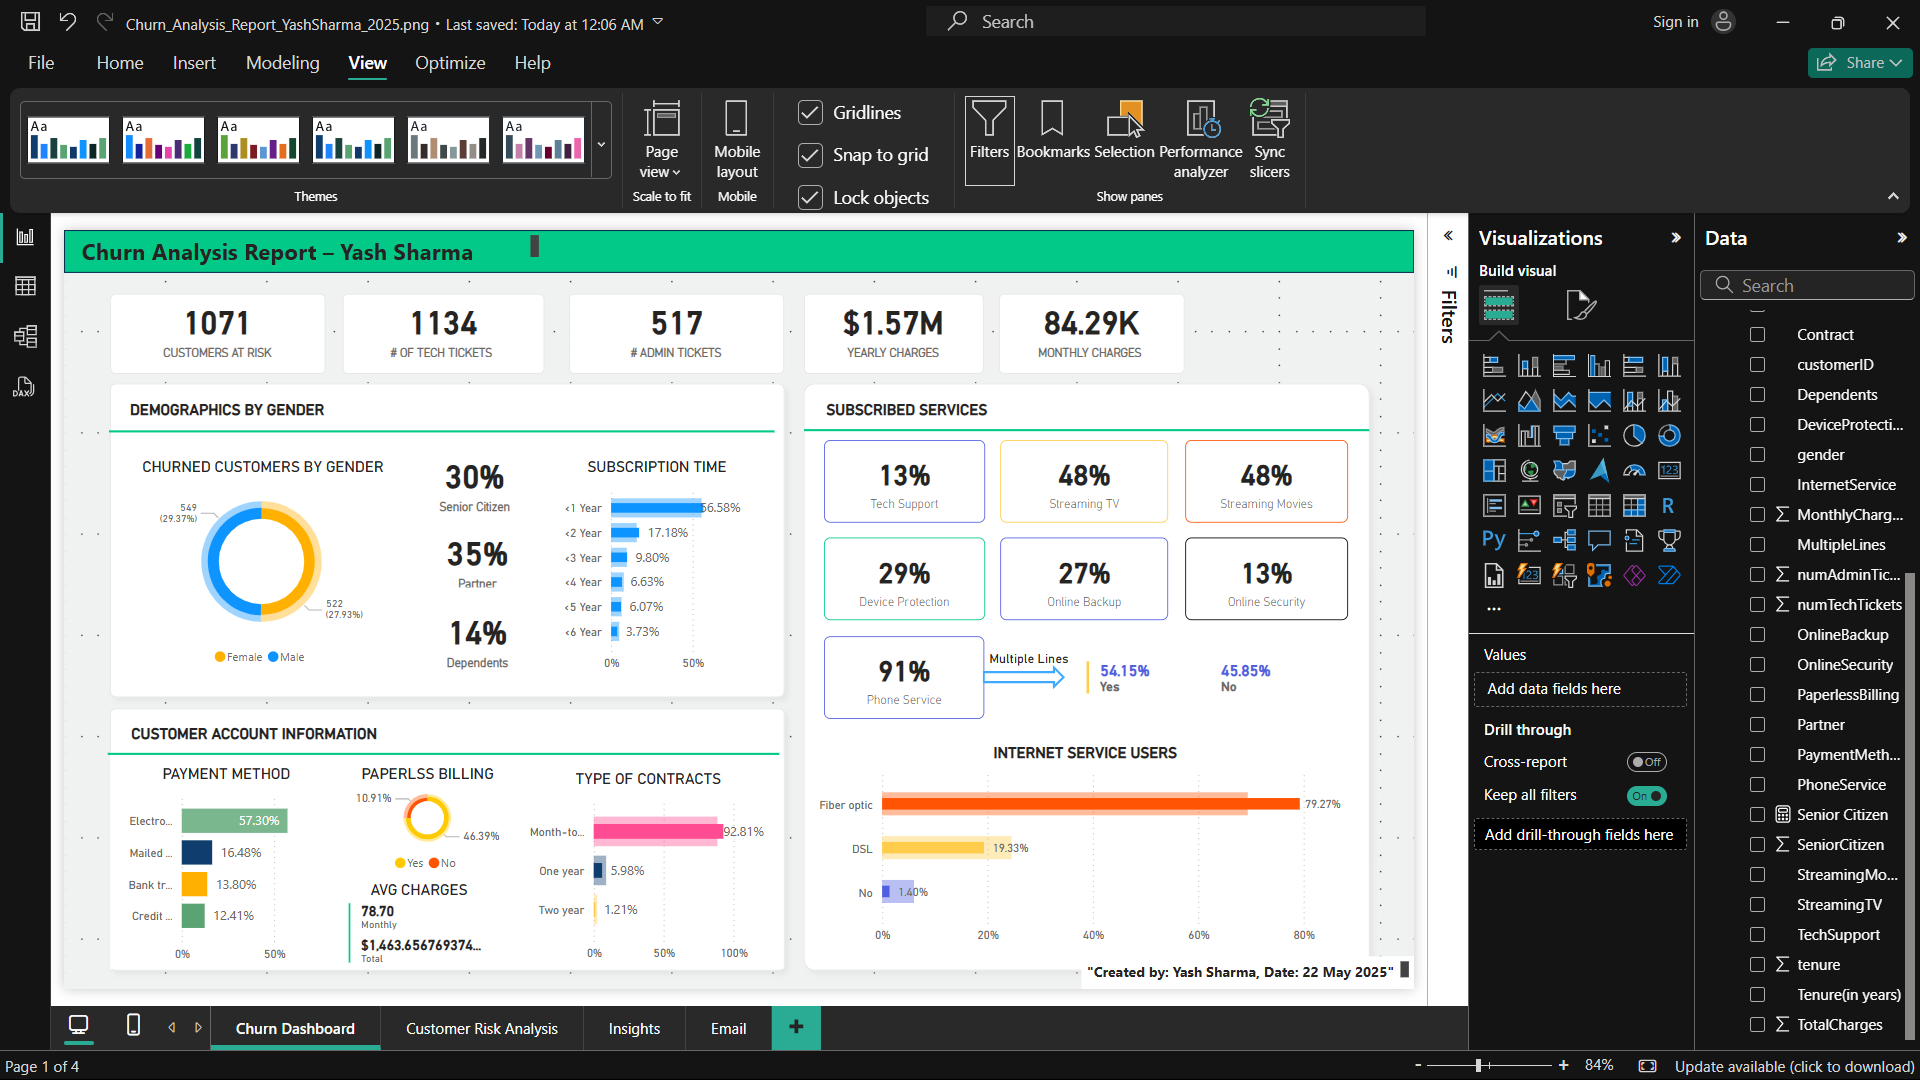 Churn_Analysis_Report_YashSharma_2025.png • Last saved: Today at 12:06 AM
Search
Sign in
File Home Insert Modeling View Optimize Help
Share
Aa Aa Aa Aa Aa Aa
Themes
Page view
Scale to fit
Mobile layout
Mobile
Gridlines
Snap to grid
Lock objects
Filters Bookmarks Selection Performance analyzer Sync slicers
Show panes
Churn Analysis Report – Yash Sharma
1071
CUSTOMERS AT RISK
1134
# OF TECH TICKETS
517
# ADMIN TICKETS
$1.57M
YEARLY CHARGES
84.29K
MONTHLY CHARGES
DEMOGRAPHICS BY GENDER
CHURNED CUSTOMERS BY GENDER
549
(29.37%)
522
(27.93%)
Female Male
30%
Senior Citizen
35%
Partner
14%
Dependents
SUBSCRIPTION TIME
<1 Year 56.58%
<2 Year 17.18%
<3 Year 9.80%
<4 Year 6.63%
<5 Year 6.07%
<6 Year 3.73%
0% 50%
SUBSCRIBED SERVICES
13%
Tech Support
48%
Streaming TV
48%
Streaming Movies
29%
Device Protection
27%
Online Backup
13%
Online Security
91%
Phone Service
Multiple Lines
54.15%
Yes
45.85%
No
CUSTOMER ACCOUNT INFORMATION
PAYMENT METHOD
Electro... 57.30%
Mailed ... 16.48%
Bank tr... 13.80%
Credit ... 12.41%
0% 50%
PAPERLSS BILLING
10.91%
46.39%
Yes No
AVG CHARGES
78.70
Monthly
$1,463.656769374...
Total
TYPE OF CONTRACTS
Month-to... 92.81%
One year 5.98%
Two year 1.21%
0% 50% 100%
INTERNET SERVICE USERS
Fiber optic 79.27%
DSL 19.33%
No 1.40%
0% 20% 40% 60% 80%
"Created by: Yash Sharma, Date: 22 May 2025"
Filters
Visualizations
Build visual
123
R
Py
123
Values
Add data fields here
Drill through
Cross-report Off
Keep all filters On
Add drill-through fields here
Data
Search
Contract
customerID
Dependents
DeviceProtecti...
gender
InternetService
MonthlyCharg...
MultipleLines
numAdminTic...
numTechTickets
OnlineBackup
OnlineSecurity
PaperlessBilling
Partner
PaymentMeth...
PhoneService
Senior Citizen
SeniorCitizen
StreamingMo...
StreamingTV
TechSupport
tenure
Tenure(in years)
TotalCharges
DAX
Churn Dashboard Customer Risk Analysis Insights Email +
Page 1 of 4
- + 84% Update available (click to download)